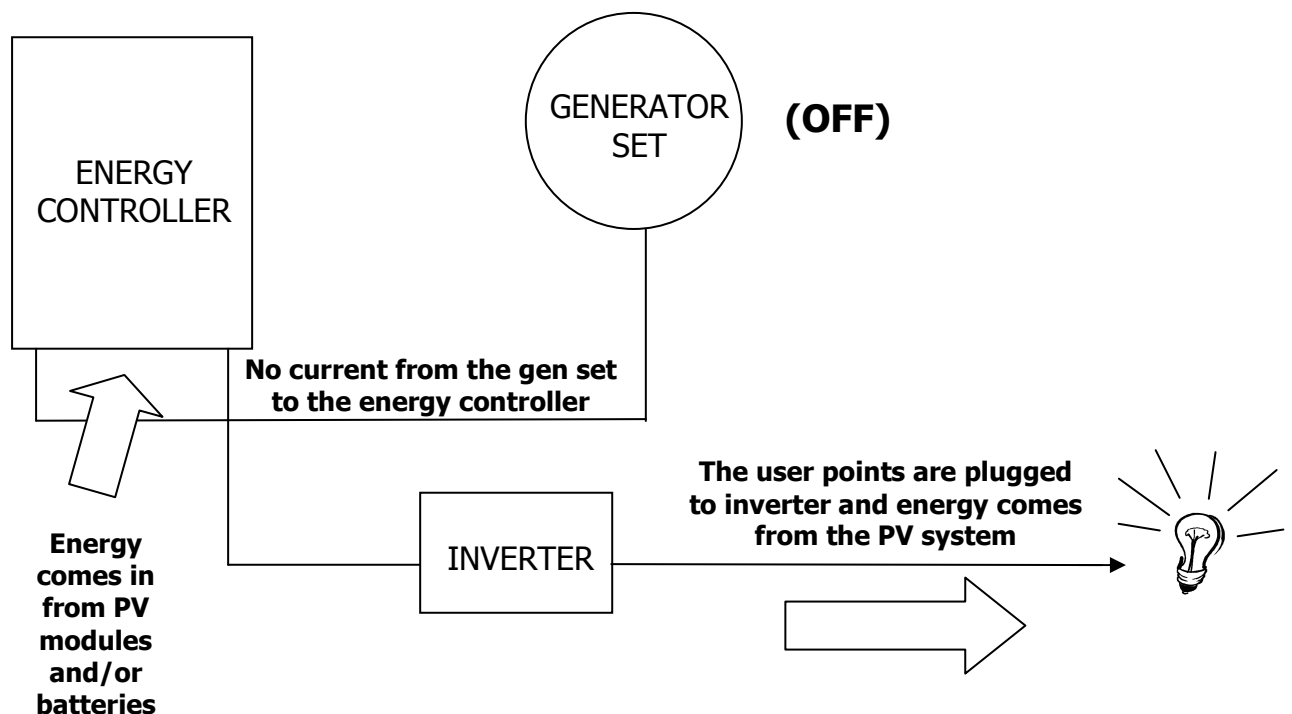 ENERGY
CONTROLLER
GENERATOR
SET
(OFF)
No current from the gen set
to the energy controller
The user points are plugged
to inverter and energy comes
from the PV system
INVERTER
Energy
comes in
from PV
modules
and/or
batteries